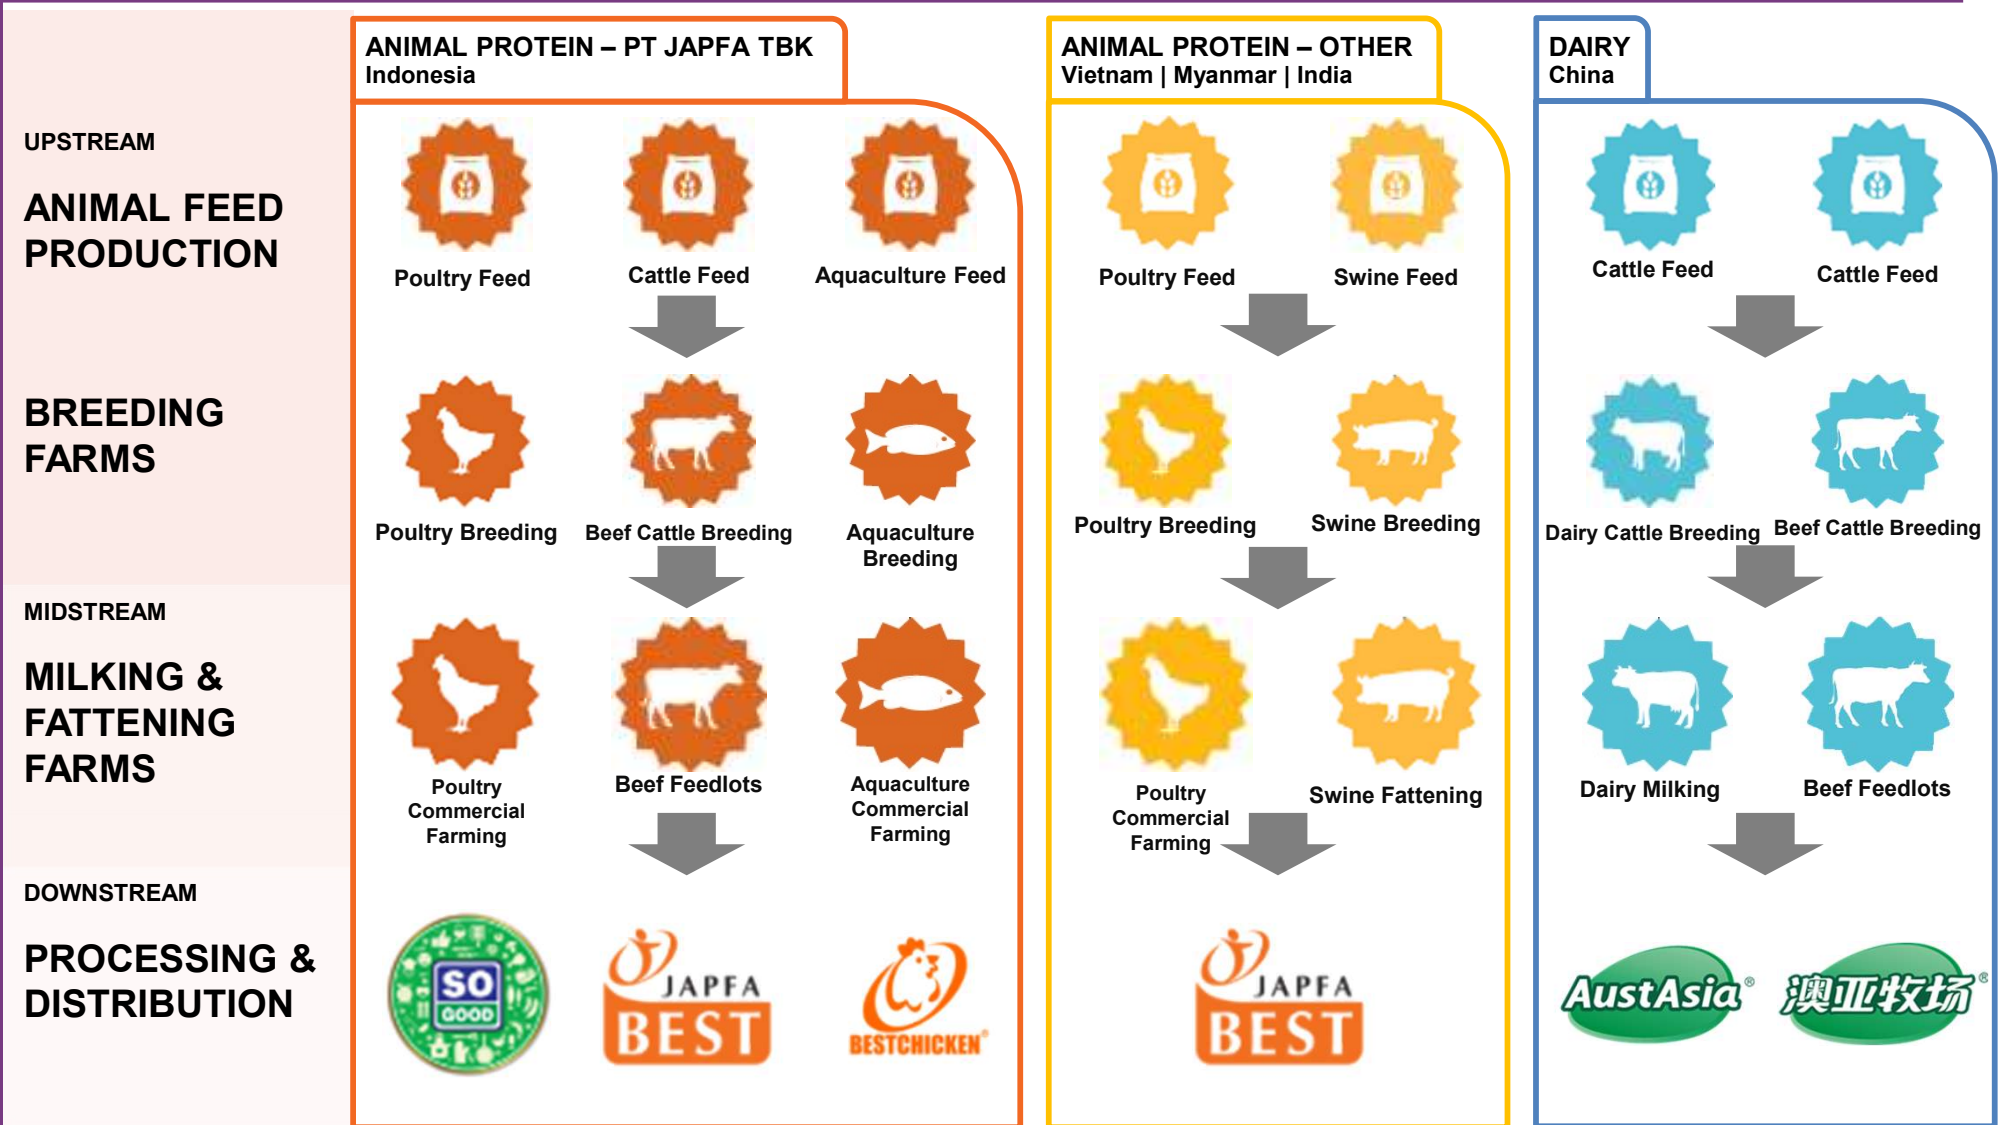 ANIMAL PROTEIN – PT JAPFA TBK
Indonesia
ANIMAL PROTEIN – OTHER
Vietnam | Myanmar | India
DAIRY
China
UPSTREAM
ANIMAL FEED
PRODUCTION
Poultry Feed
Cattle Feed
Aquaculture Feed
Poultry Feed
Swine Feed
Cattle Feed
Cattle Feed
BREEDING
FARMS
Poultry Breeding
Beef Cattle Breeding
Aquaculture
Breeding
Poultry Breeding
Swine Breeding
Dairy Cattle Breeding
Beef Cattle Breeding
MIDSTREAM
MILKING &
FATTENING
FARMS
Poultry
Commercial
Farming
Beef Feedlots
Aquaculture
Commercial
Farming
Poultry
Commercial
Farming
Swine Fattening
Dairy Milking
Beef Feedlots
DOWNSTREAM
PROCESSING &
DISTRIBUTION
SO
GOOD
JAPFA
BEST
BESTCHICKEN®
JAPFA
BEST
AustAsia®
澳亚牧场®